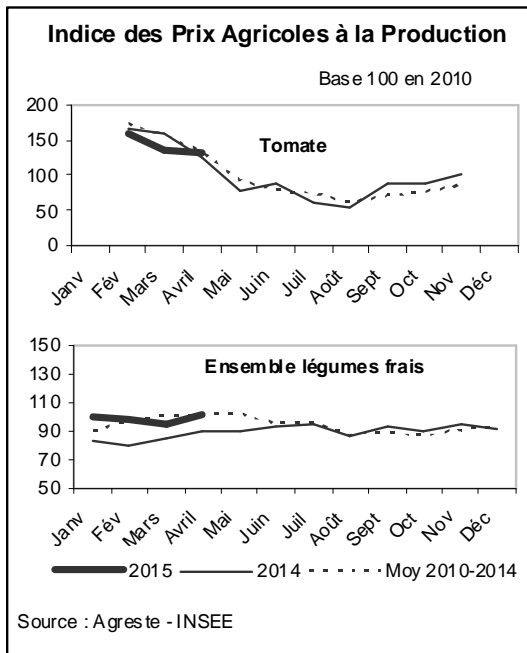 Indice des Prix Agricoles à la Production
Base 100 en 2010
Tomate
200
150
100
50
0
Janv
Fév
Mars
Avril
Mai
Juin
Juil
Août
Sept
Oct
Nov
Déc
Ensemble légumes frais
150
130
110
90
70
50
Janv
Fév
Mars
Avril
Mai
Juin
Juil
Août
Sept
Oct
Nov
Déc
2015 2014 Moy 2010-2014
Source : Agreste - INSEE